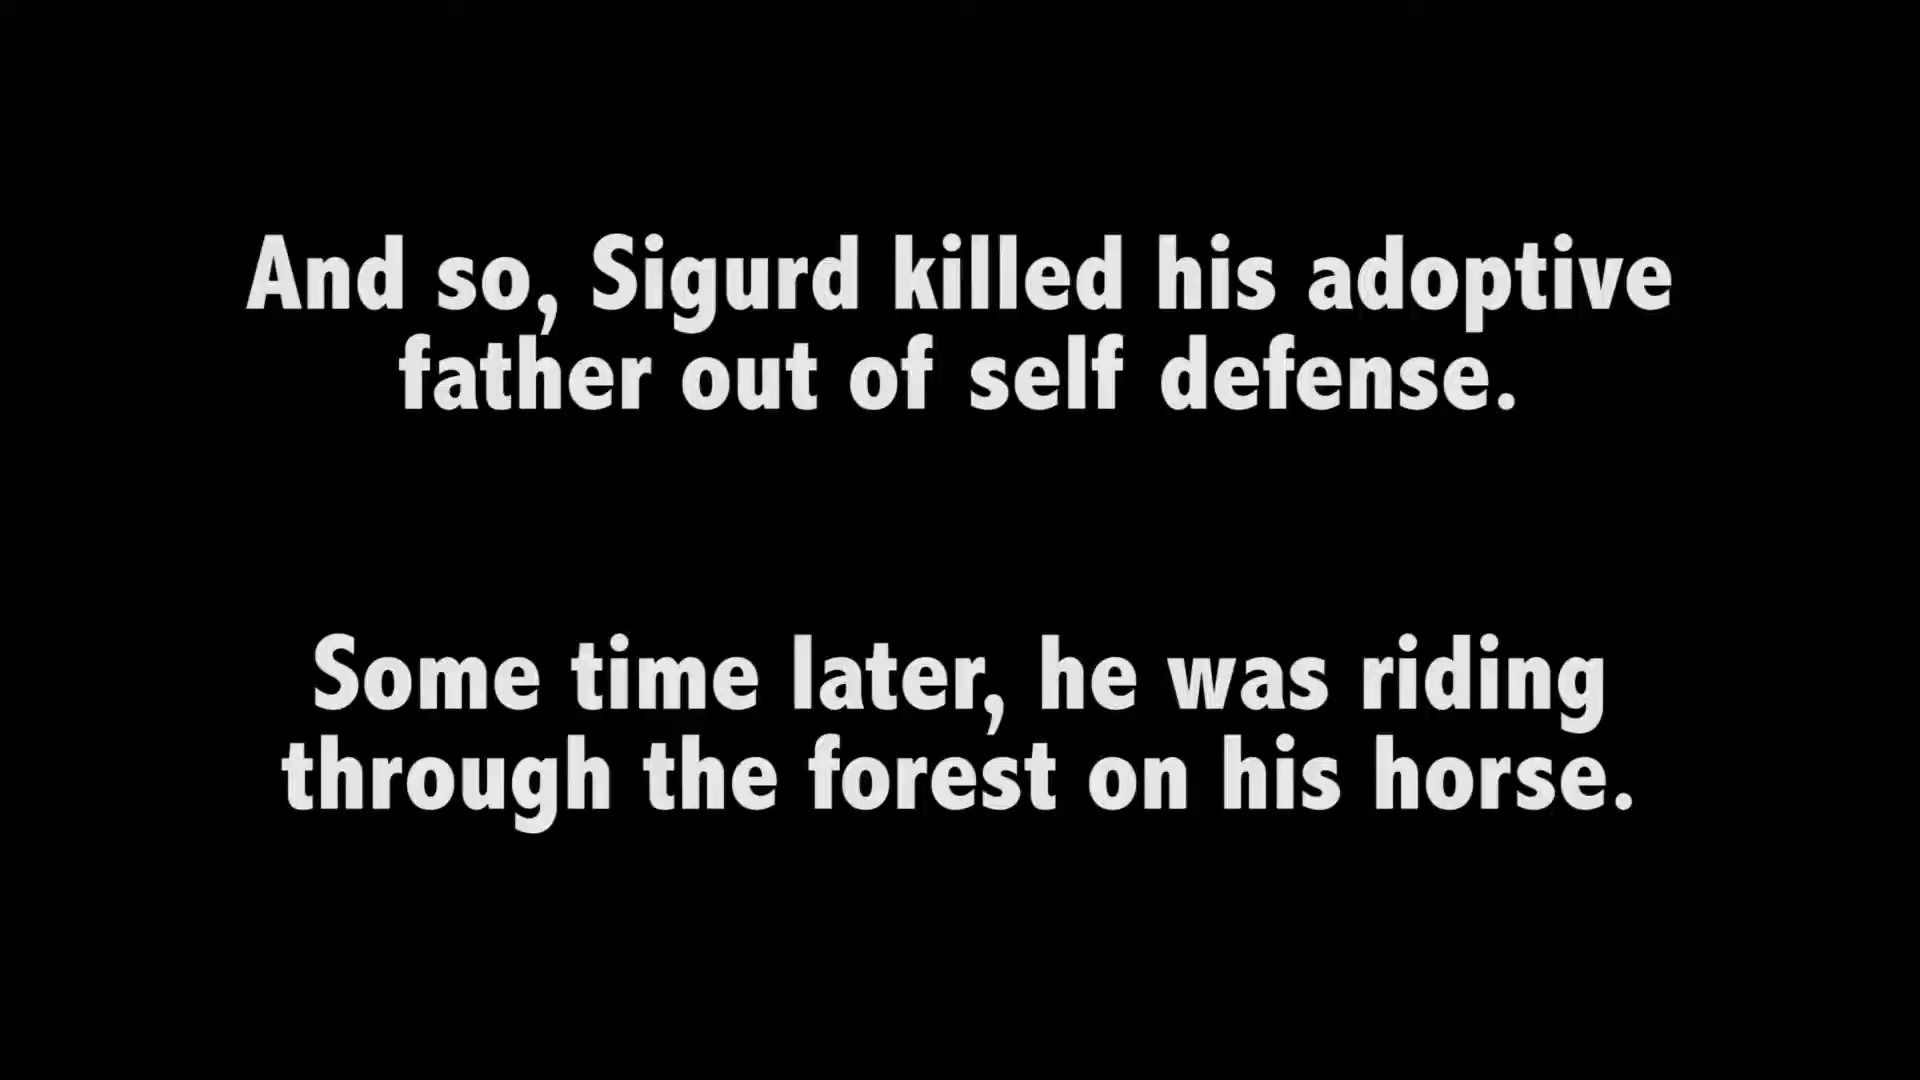 And so, Sigurd killed his adoptive
father out of self defense.
Some time later, he was riding
through the forest on his horse.